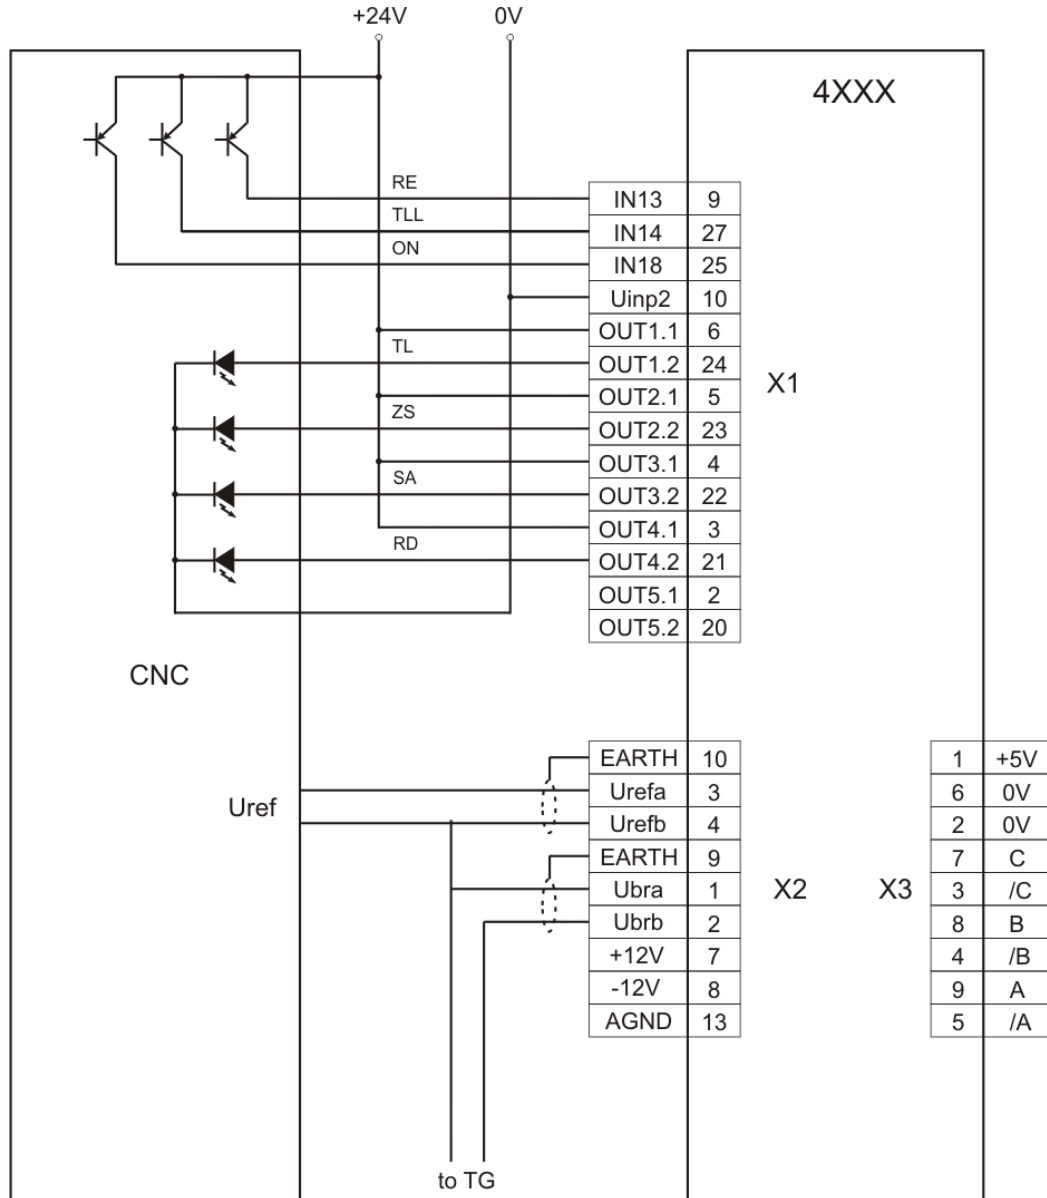 +24V 0V
4XXX
RE
IN13 9
TLL
IN14 27
ON
IN18 25
Uinp2 10
OUT1.1 6
TL
OUT1.2 24
X1
OUT2.1 5
ZS
OUT2.2 23
OUT3.1 4
SA
OUT3.2 22
OUT4.1 3
RD
OUT4.2 21
OUT5.1 2
OUT5.2 20
CNC
EARTH 10
Urefa 3
Uref
Urefb 4
EARTH 9
Ubra 1
X2
Ubrb 2
+12V 7
-12V 8
AGND 13
X3
1 +5V
6 0V
2 0V
7 C
3 /C
8 B
4 /B
9 A
5 /A
to TG